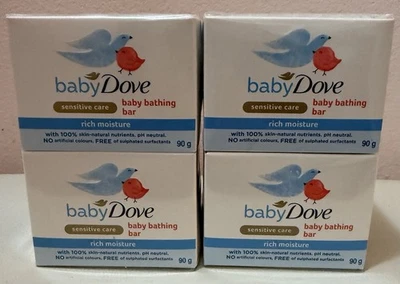 baby Dove
sensitive care
baby bathing
bar
rich moisture
with 100% skin-natural nutrients. pH neutral.
NO artificial colours, FREE of sulphated surfactants
90 g
baby Dove
sensitive care
baby bathing
bar
rich moisture
with 100% skin-natural nutrients. pH neutral.
NO artificial colours, FREE of sulphated surfactants
90 g
baby Dove
sensitive care
baby bathing
bar
rich moisture
with 100% skin-natural nutrients. pH neutral.
NO artificial colours, FREE of sulphated surfactants
90 g
baby Dove
sensitive care
baby bathing
bar
rich moisture
with 100% skin-natural nutrients. pH neutral.
NO artificial colours, FREE of sulphated surfactants
90 g